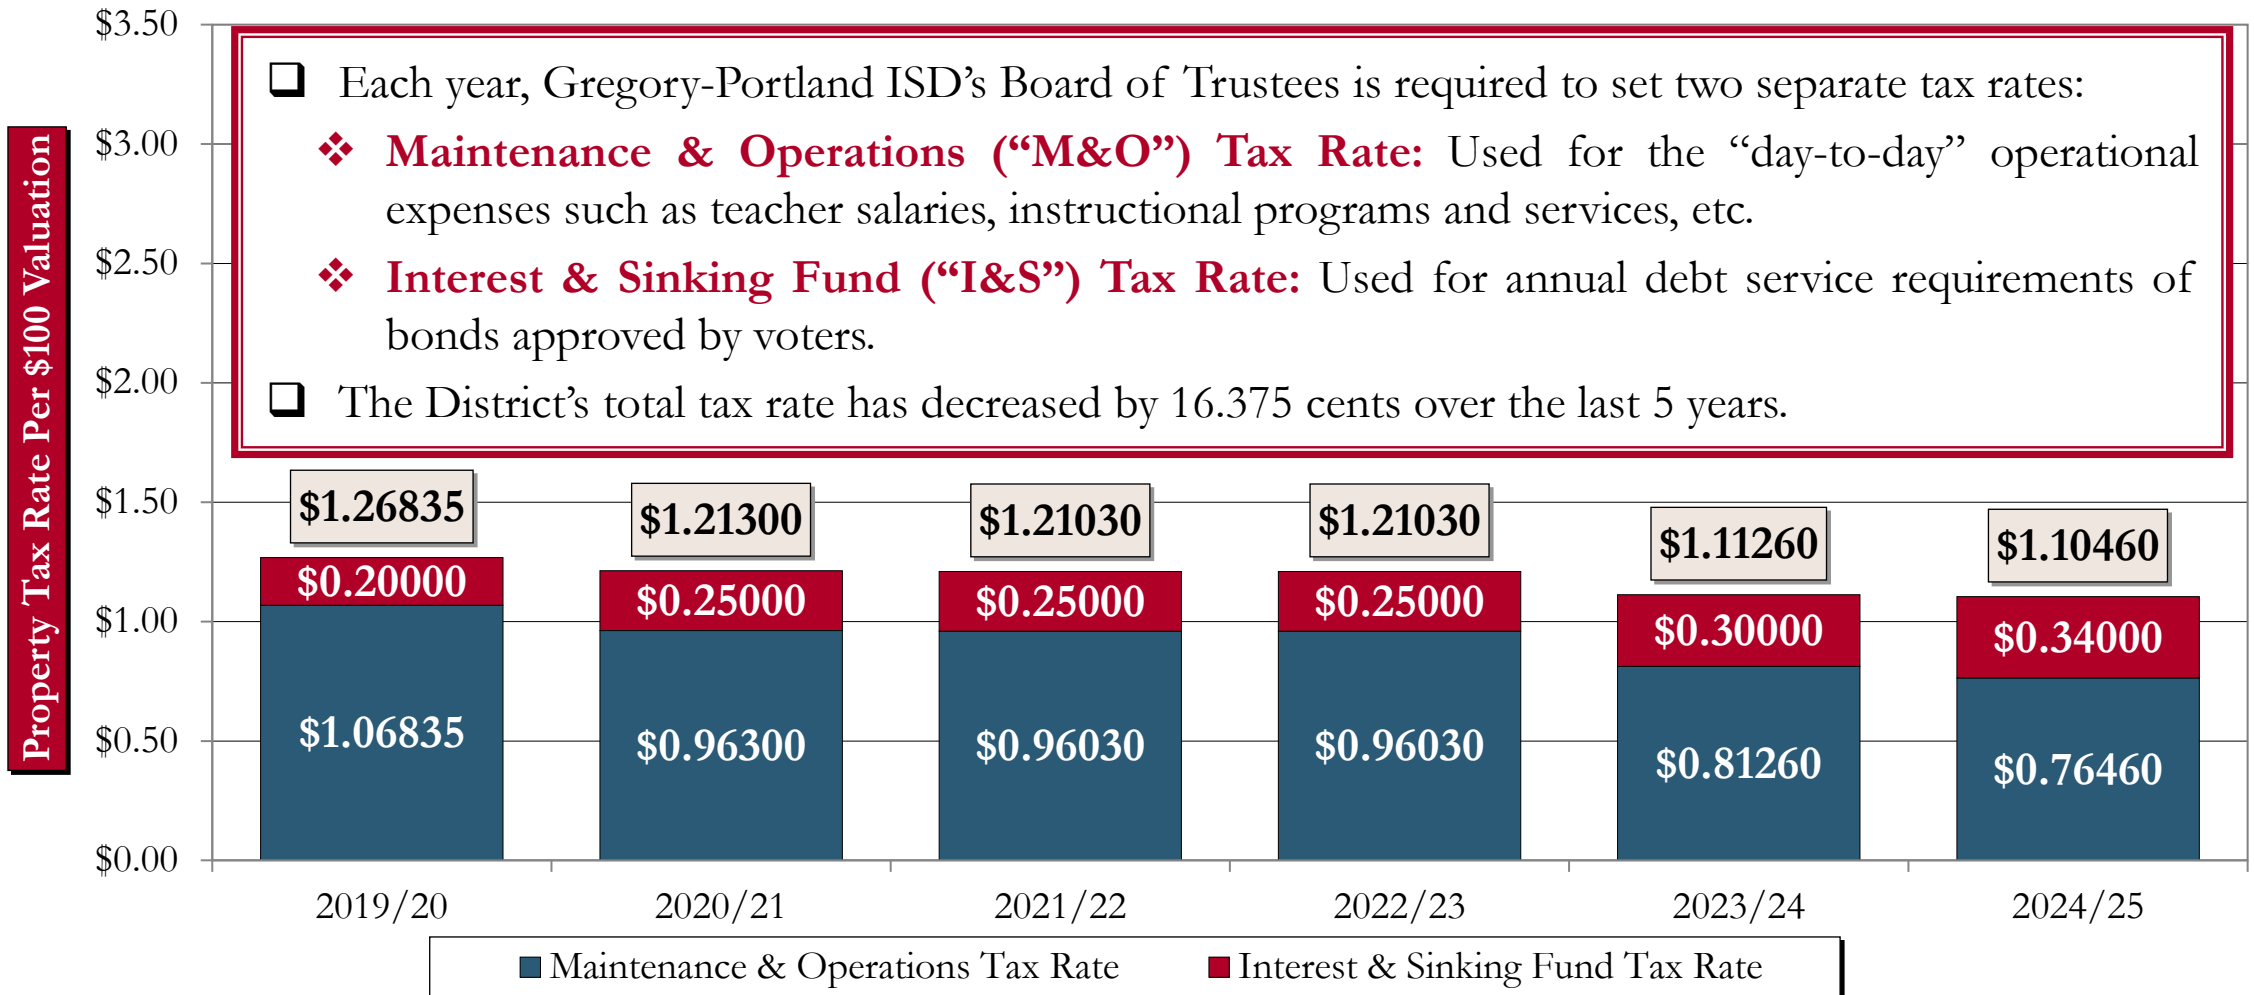 $3.50
$3.00
$2.50
$2.00
$1.50
$1.00
$0.50
$0.00
Property Tax Rate Per $100 Valuation
Each year, Gregory-Portland ISD’s Board of Trustees is required to set two separate tax rates:
Maintenance & Operations (“M&O”) Tax Rate: Used for the “day-to-day” operational
expenses such as teacher salaries, instructional programs and services, etc.
Interest & Sinking Fund (“I&S”) Tax Rate: Used for annual debt service requirements of
bonds approved by voters.
The District’s total tax rate has decreased by 16.375 cents over the last 5 years.
$1.26835 $1.21300 $1.21030 $1.21030 $1.11260 $1.10460
$0.20000 $0.25000 $0.25000 $0.25000 $0.30000 $0.34000
$1.06835 $0.96300 $0.96030 $0.96030 $0.81260 $0.76460
2019/20 2020/21 2021/22 2022/23 2023/24 2024/25
Maintenance & Operations Tax Rate Interest & Sinking Fund Tax Rate